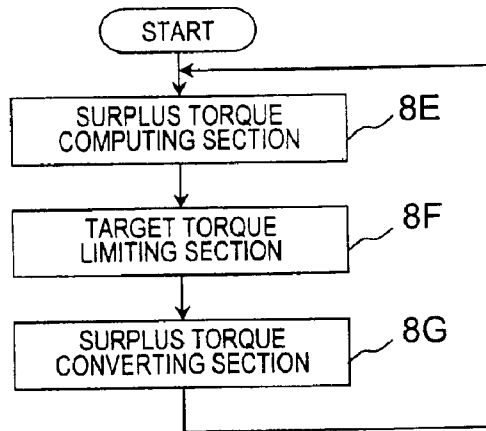 START
SURPLUS TORQUE
COMPUTING SECTION
8E
TARGET TORQUE
LIMITING SECTION
8F
SURPLUS TORQUE
CONVERTING SECTION
8G